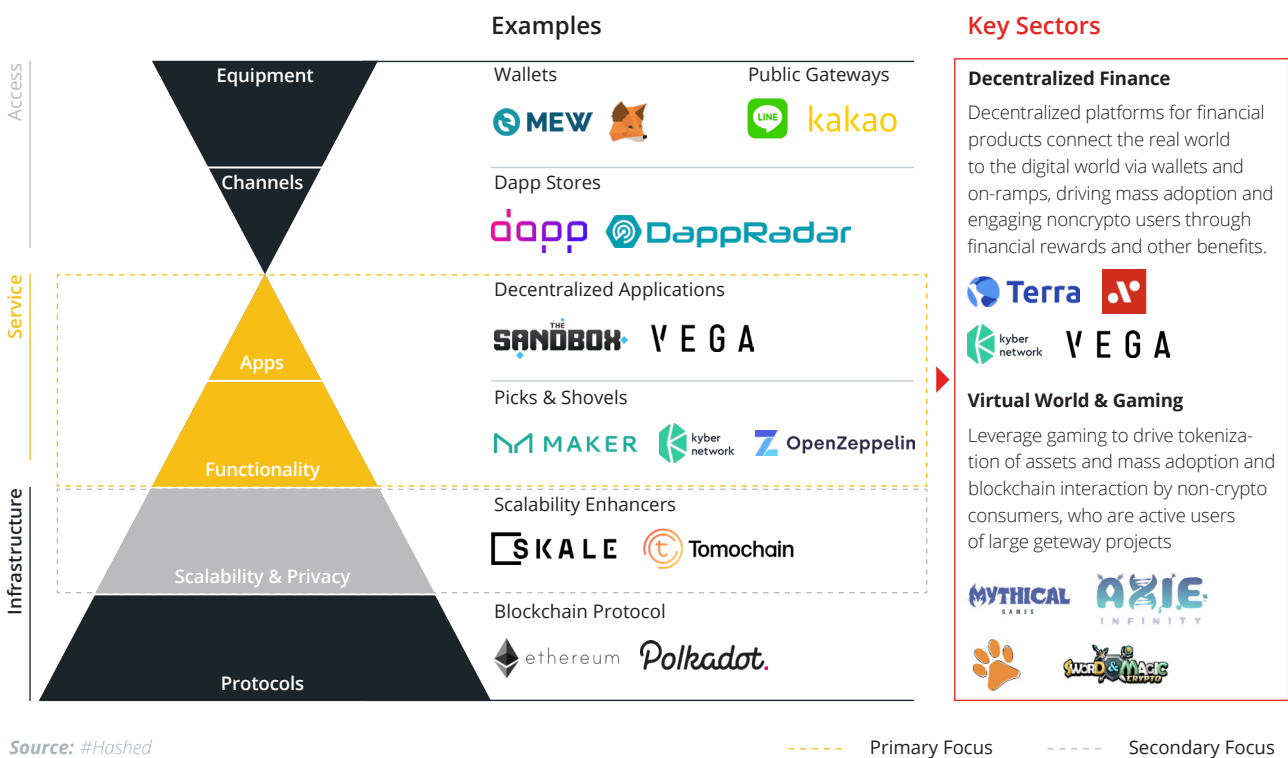 Examples
Key Sectors
Access
Equipment
Channels
Wallets
MEW
Public Gateways
LINE
kakao
Dapp Stores
dapp
DappRadar
Service
Apps
Functionality
Decentralized Applications
THE
SANDBOX
VEGA
Picks & Shovels
MAKER
kyber
network
OpenZeppelin
Infrastructure
Scalability & Privacy
Protocols
Scalability Enhancers
SKALE
t
Tomochain
Blockchain Protocol
ethereum
Polkadot.
Decentralized Finance
Decentralized platforms for financial
products connect the real world
to the digital world via wallets and
on-ramps, driving mass adoption and
engaging noncrypto users through
financial rewards and other benefits.
Terra
kyber
network
VEGA
Virtual World & Gaming
Leverage gaming to drive tokeniza-
tion of assets and mass adoption and
blockchain interaction by non-crypto
consumers, who are active users
of large geteway projects
MYTHICAL
GAMES
AXIE
INFINITY
SWORD & MAGIC
CRYPTO
Source: #Hashed
Primary Focus
Secondary Focus